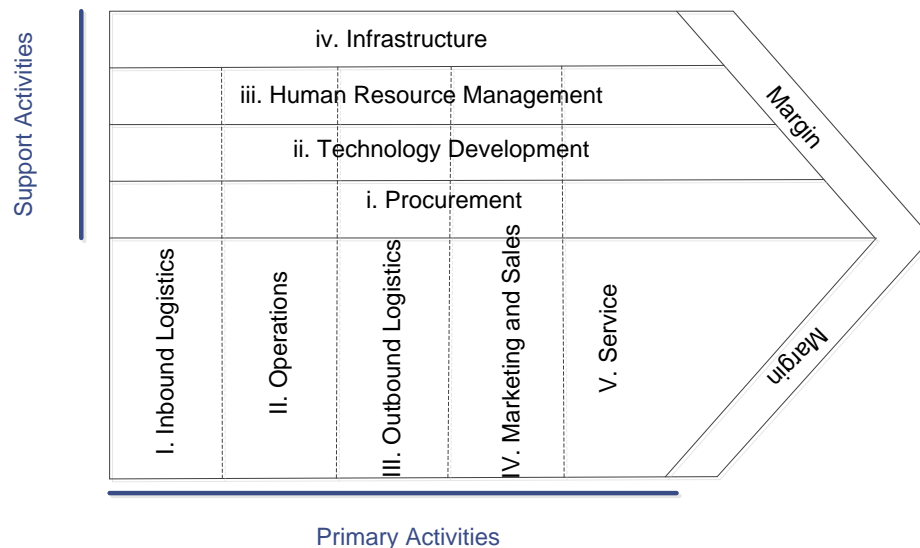 Support Activities
iv. Infrastructure
iii. Human Resource Management
ii. Technology Development
i. Procurement
Margin
I. Inbound Logistics
II. Operations
III. Outbound Logistics
IV. Marketing and Sales
V. Service
Margin
Primary Activities